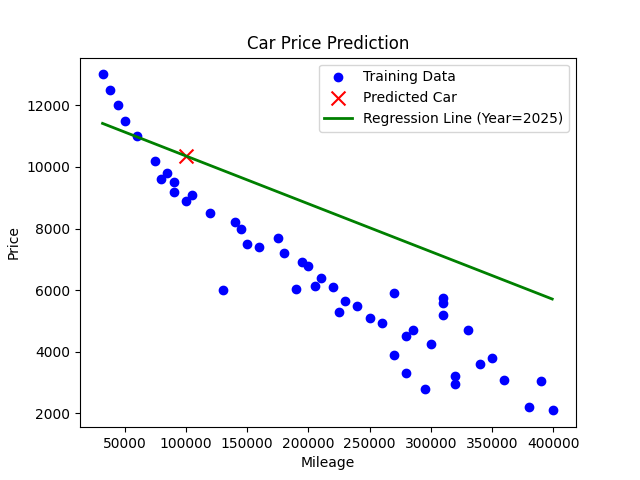 Car Price Prediction
Training Data
Predicted Car
Regression Line (Year=2025)
Price
12000
10000
8000
6000
4000
2000
50000 100000 150000 200000 250000 300000 350000 400000
Mileage